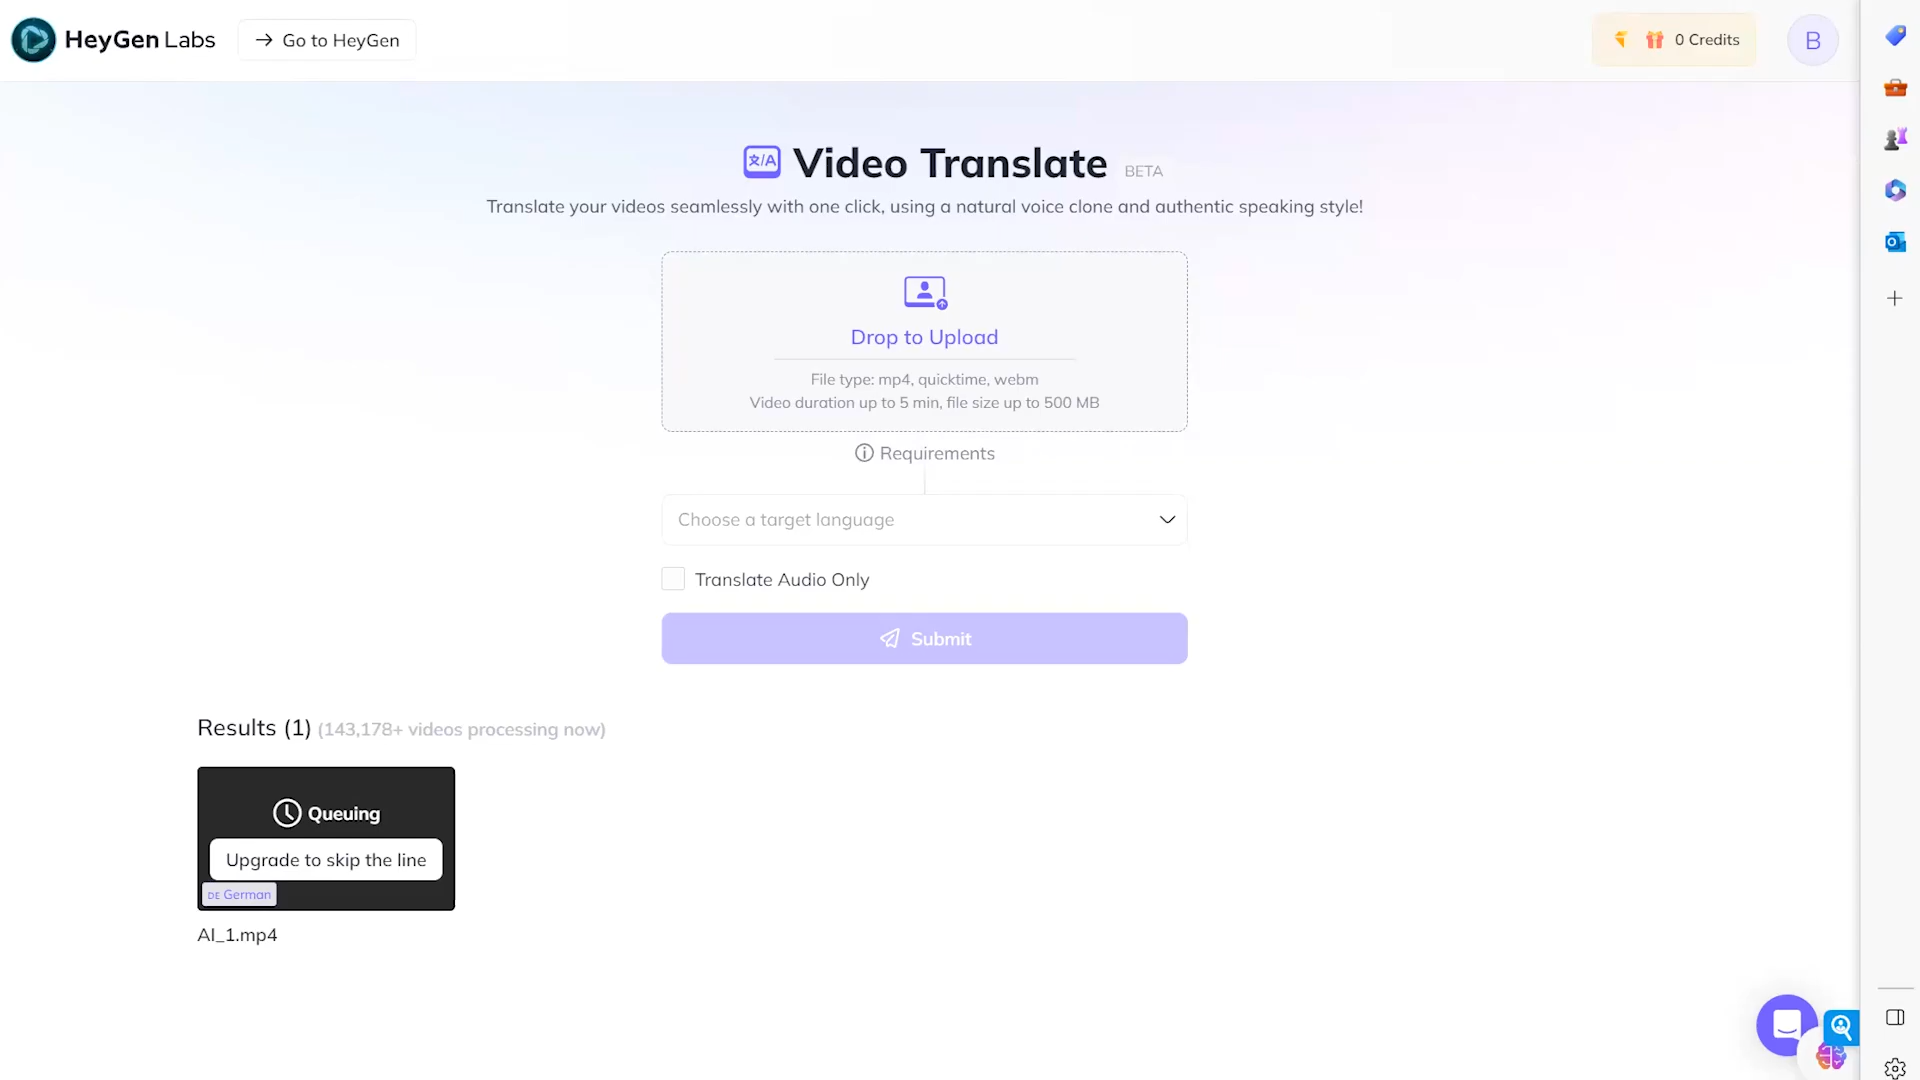 HeyGen Labs
Go to HeyGen
0 Credits
B
文/A
Video Translate BETA
Translate your videos seamlessly with one click, using a natural voice clone and authentic speaking style!
Drop to Upload
File type: mp4, quicktime, webm
Video duration up to 5 min, file size up to 500 MB
Requirements
Choose a target language
Translate Audio Only
Submit
Results (1) (143,178+ videos processing now)
Queuing
Upgrade to skip the line
DE German
AI_1.mp4